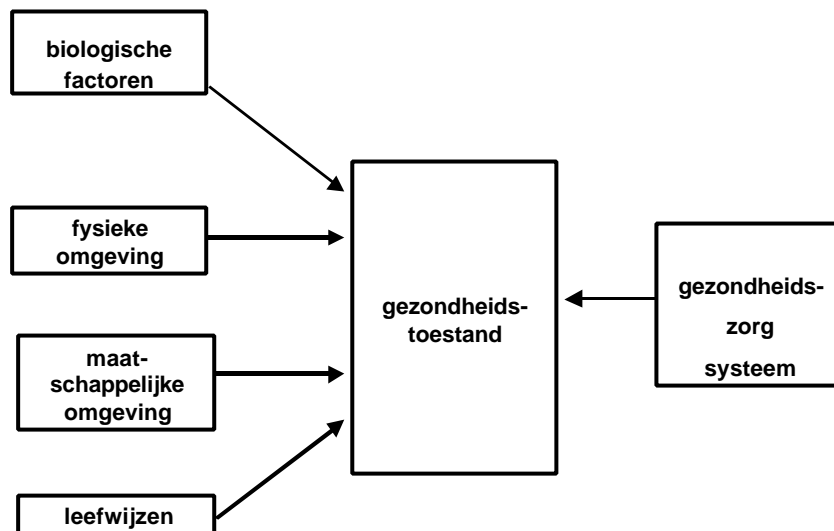 biologische
factoren
fysieke
omgeving
maat-
schappelijke
omgeving
leefwijzen
gezondheids-
toestand
gezondheids-
zorg
systeem